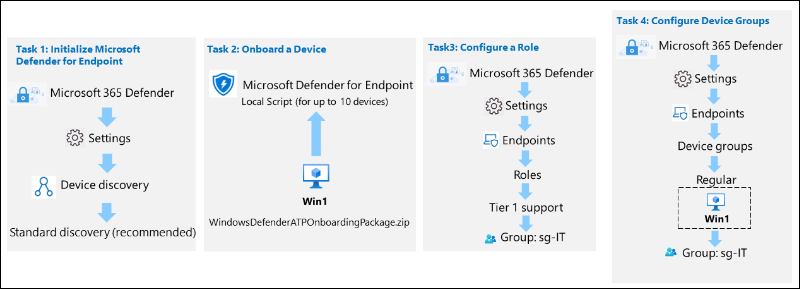 Task 1: Initialize Microsoft
Defender for Endpoint
Microsoft 365 Defender
Settings
Device discovery
Standard discovery (recommended)
Task 2: Onboard a Device
Microsoft Defender for Endpoint
Local Script (for up to 10 devices)
Win1
WindowsDefenderATPOnboardingPackage.zip
Task3: Configure a Role
Microsoft 365 Defender
Settings
Endpoints
Roles
Tier 1 support
Group: sg-IT
Task 4: Configure Device Groups
Microsoft 365 Defender
Settings
Endpoints
Device groups
Regular
Win1
Group: sg-IT